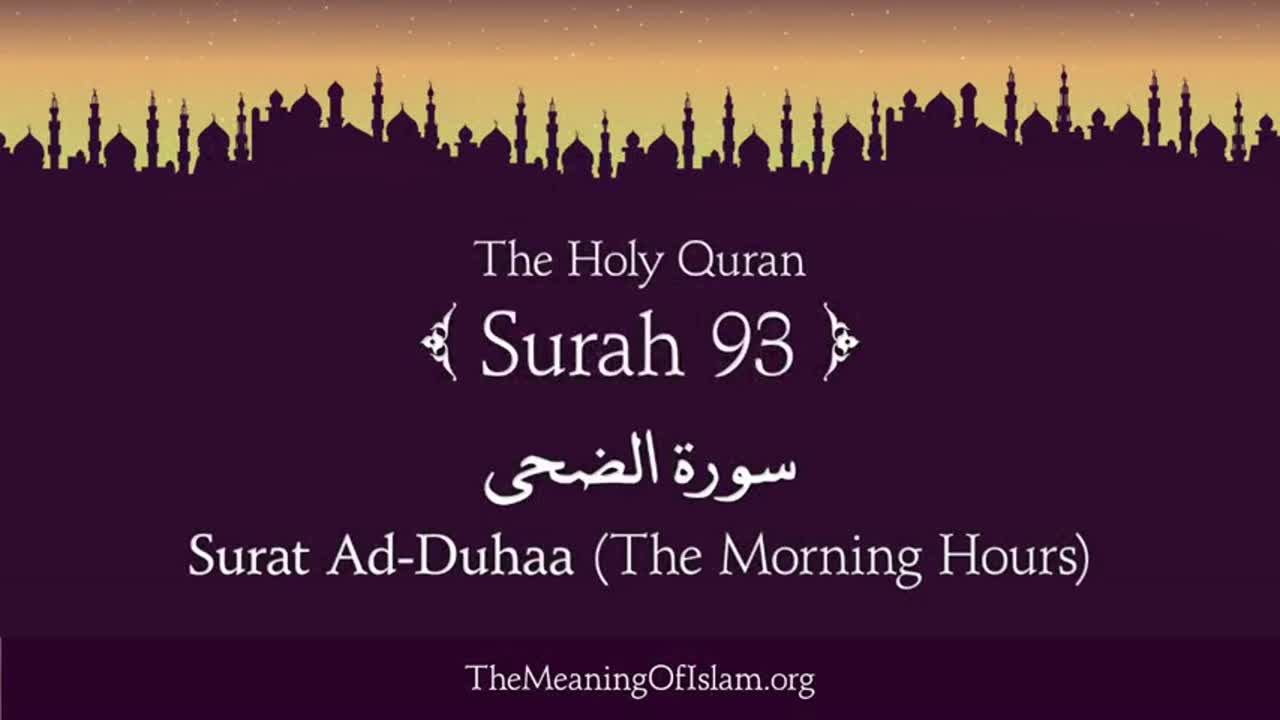 The Holy Quran
Surah 93
سورة الضحى
Surat Ad-Duhaa (The Morning Hours)
TheMeaningOfIslam.org